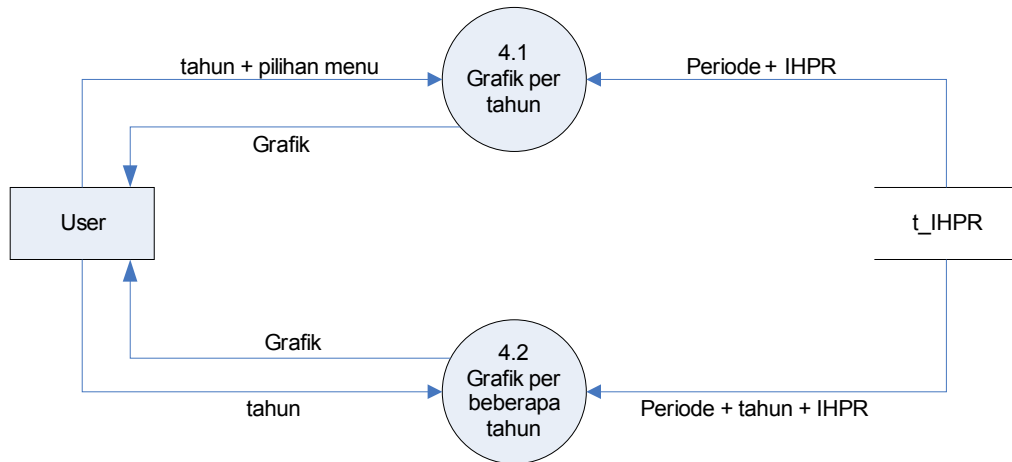 tahun + pilihan menu
4.1
Grafik per
tahun
Periode + IHPR
Grafik
User
t_IHPR
Grafik
4.2
Grafik per
beberapa
tahun
tahun
Periode + tahun + IHPR